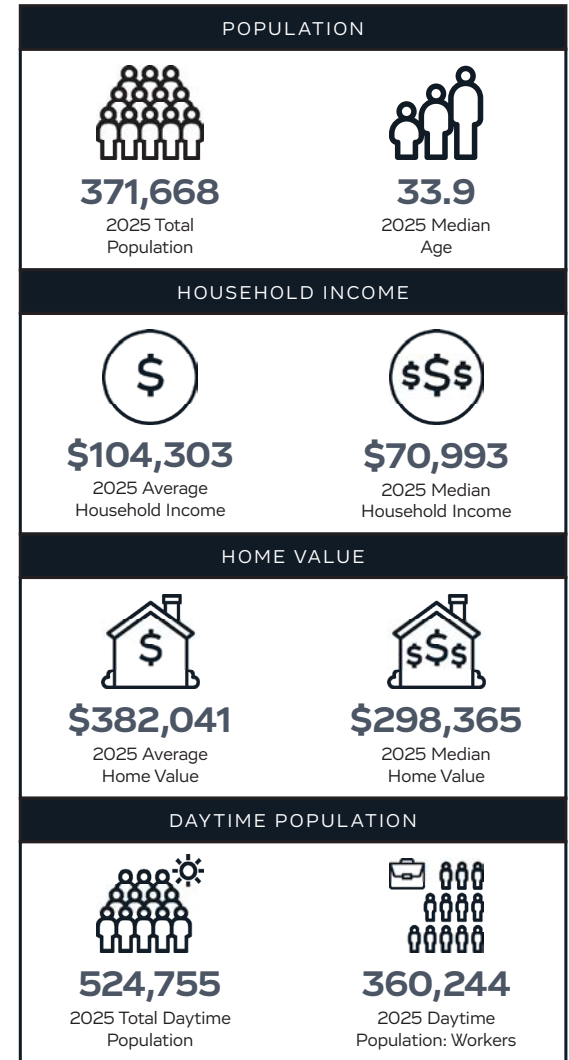 POPULATION
371,668
2025 Total
Population
33.9
2025 Median
Age
HOUSEHOLD INCOME
$
$104,303
2025 Average
Household Income
$$$
$70,993
2025 Median
Household Income
HOME VALUE
$
$382,041
2025 Average
Home Value
$$$
$298,365
2025 Median
Home Value
DAYTIME POPULATION
524,755
2025 Total Daytime
Population
360,244
2025 Daytime
Population: Workers